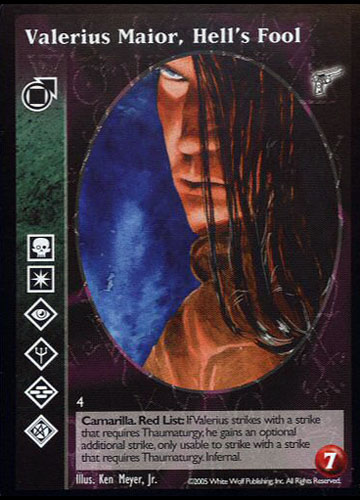 Valerius Maior, Hell's Fool
4
Camarilla. Red List: If Valerius strikes with a strike
that requires Thaumaturgy, he gains an optional
additional strike, only usable to strike with a strike
that requires Thaumaturgy. Infernal.
7
Illus. Ken Meyer, Jr. ©2005 White Wolf Publishing, Inc. All Rights Reserved.